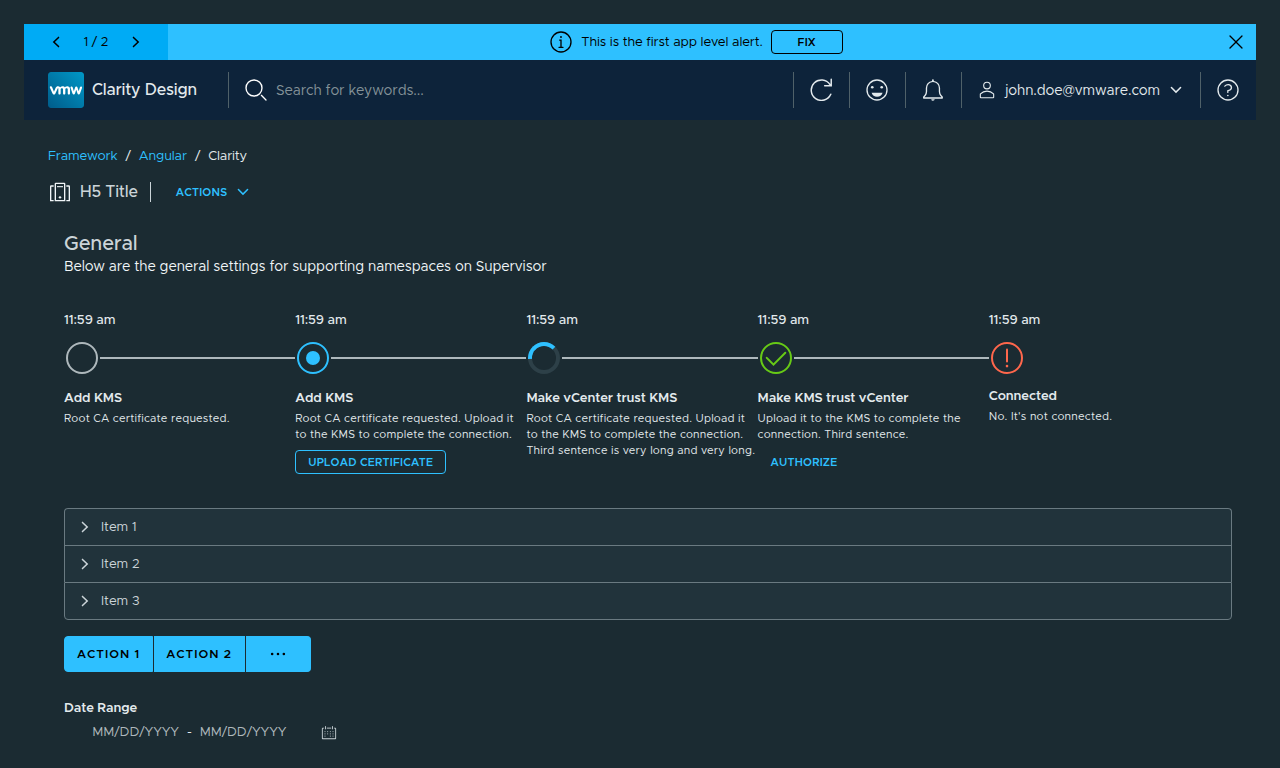 1 / 2
This is the first app level alert.
FIX
vmw
Clarity Design
Search for keywords...
john.doe@vmware.com
Framework / Angular / Clarity
H5 Title
ACTIONS
General
Below are the general settings for supporting namespaces on Supervisor
11:59 am
Add KMS
Root CA certificate requested.
11:59 am
Add KMS
Root CA certificate requested. Upload it
to the KMS to complete the connection.
UPLOAD CERTIFICATE
11:59 am
Make vCenter trust KMS
Root CA certificate requested. Upload it
to the KMS to complete the connection.
Third sentence is very long and very long.
11:59 am
Make KMS trust vCenter
Upload it to the KMS to complete the
connection. Third sentence.
AUTHORIZE
11:59 am
Connected
No. It's not connected.
Item 1
Item 2
Item 3
ACTION 1
ACTION 2
...
Date Range
MM/DD/YYYY - MM/DD/YYYY